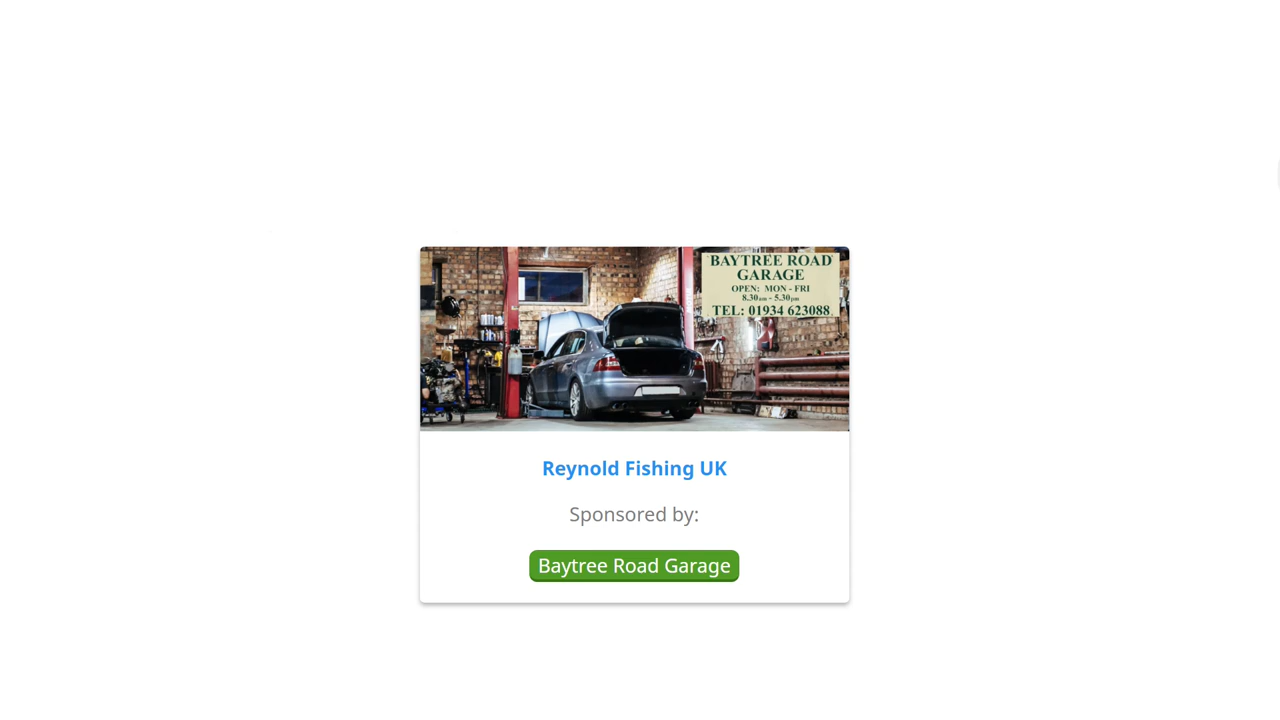 BAYTREE ROAD
GARAGE
OPEN: MON - FRI
8.30am - 5.30pm
TEL: 01934 623088
Reynold Fishing UK
Sponsored by:
Baytree Road Garage